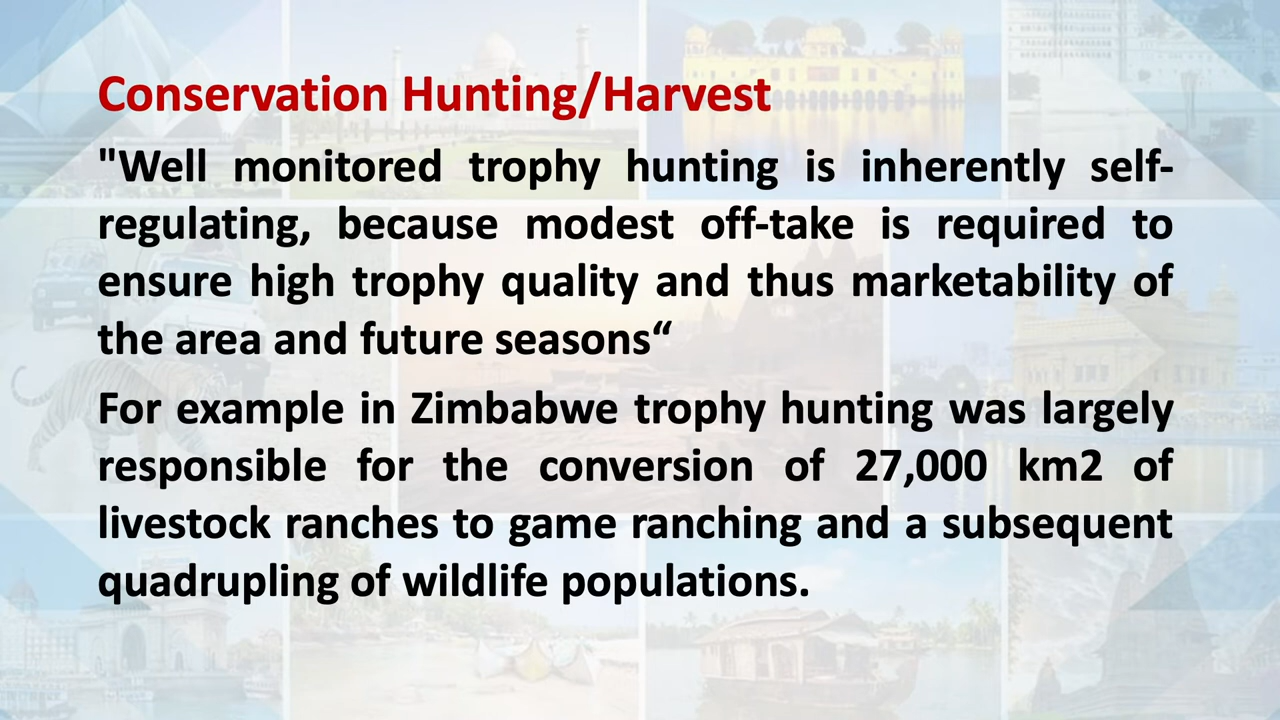 Conservation Hunting/Harvest
"Well monitored trophy hunting is inherently self-
regulating, because modest off-take is required to
ensure high trophy quality and thus marketability of
the area and future seasons“
For example in Zimbabwe trophy hunting was largely
responsible for the conversion of 27,000 km2 of
livestock ranches to game ranching and a subsequent
quadrupling of wildlife populations.